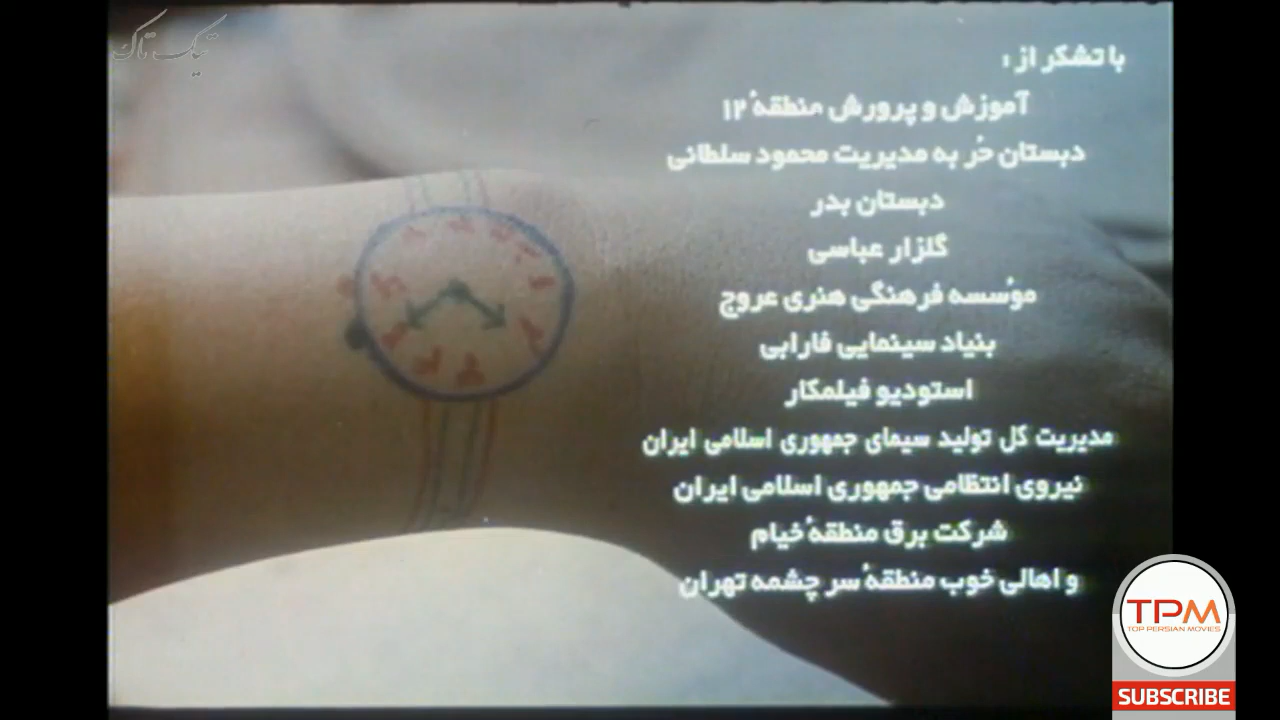 تیک تاک
با تشکر از :
آموزش و پرورش منطقهٔ ۱۲
دبستان حُر به مدیریت محمود سلطانی
دبستان بدر
گلزار عباسی
مؤسسه فرهنگی هنری عروج
بنیاد سینمایی فارابی
استودیو فیلمکار
مدیریت کل تولید سیمای جمهوری اسلامی ایران
نیروی انتظامی جمهوری اسلامی ایران
شرکت برق منطقهٔ خیام
و اهالی خوب منطقهٔ سر چشمه تهران
TPM
TOP PERSIAN MOVIES
SUBSCRIBE